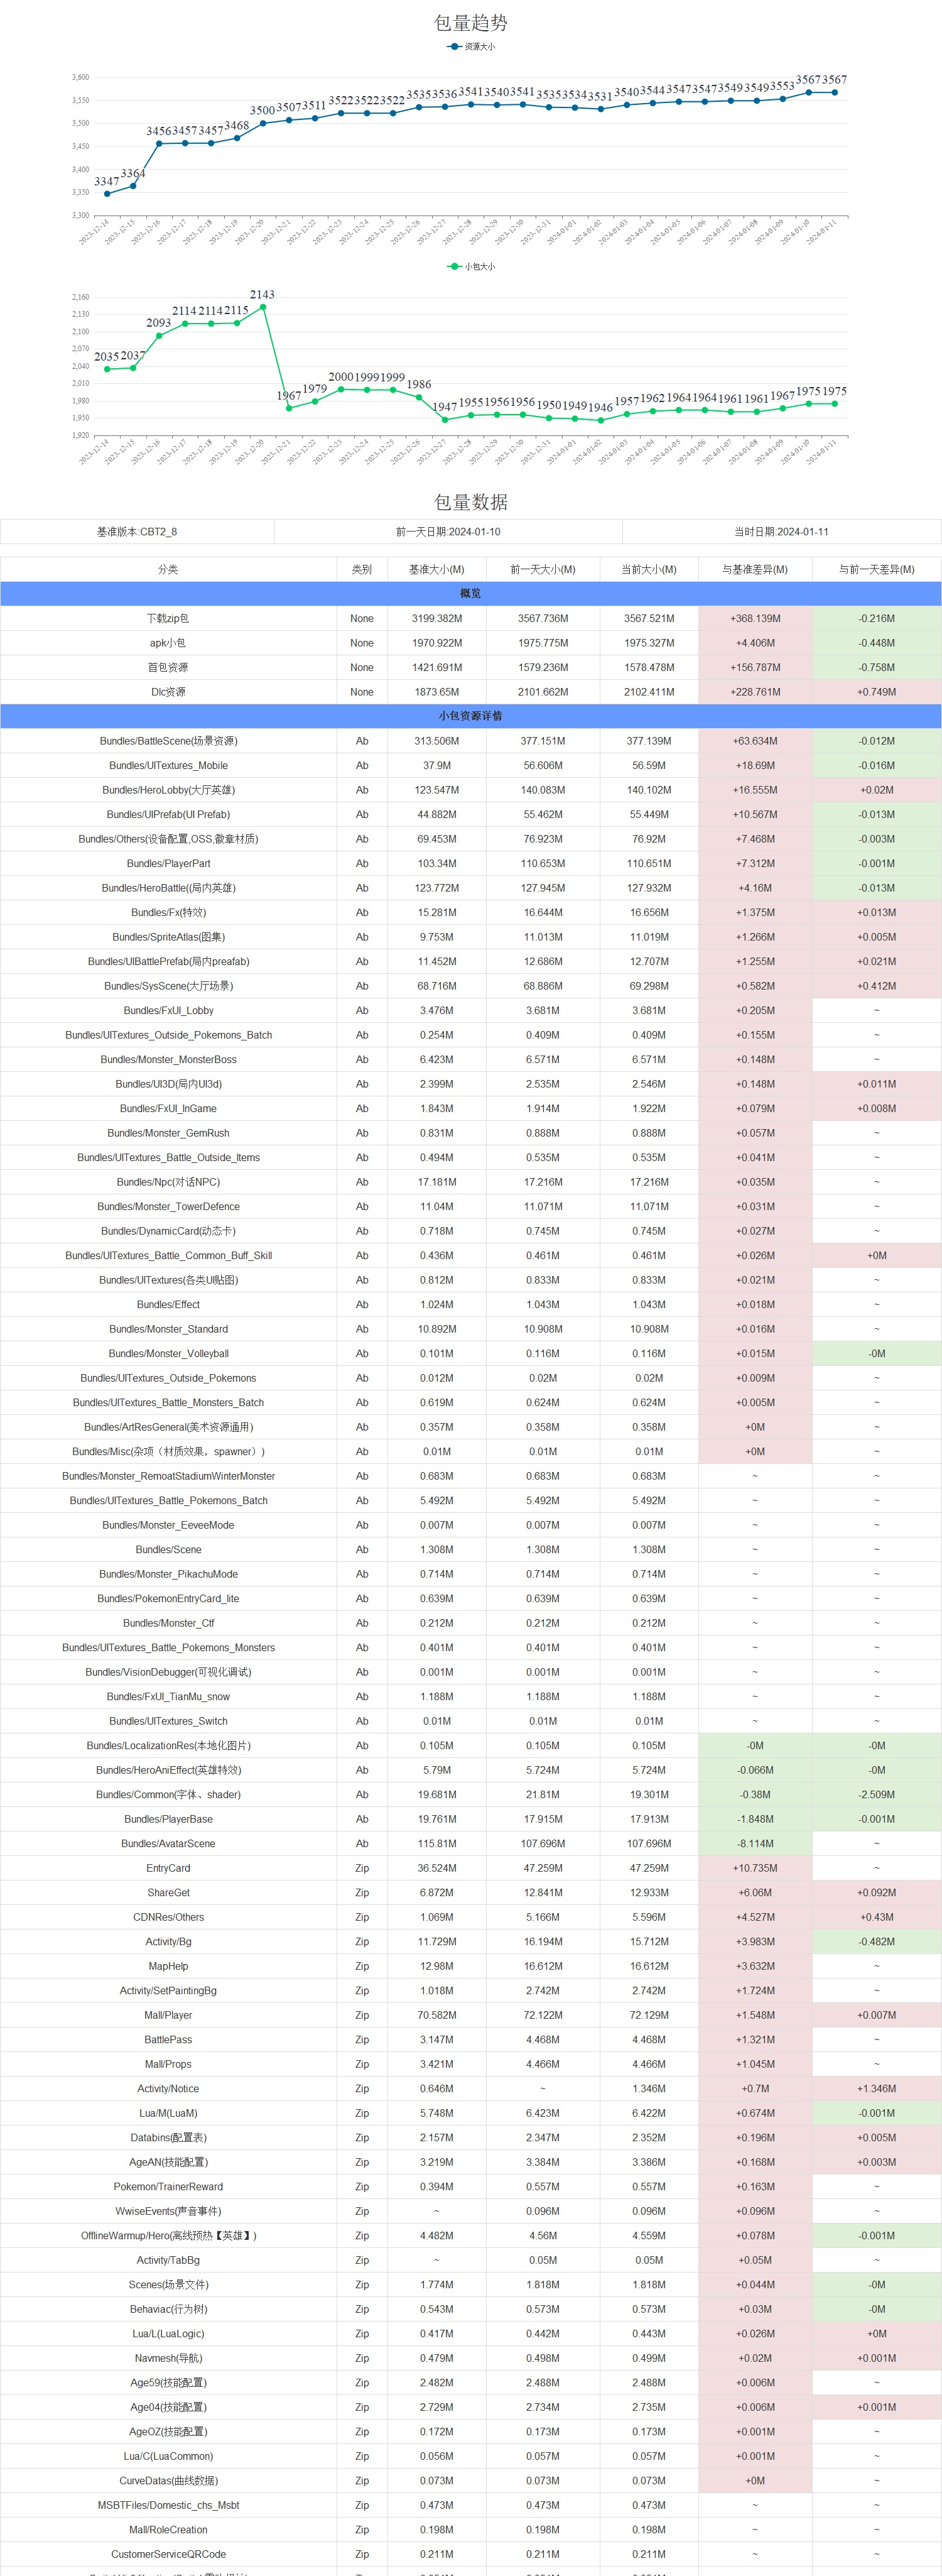 包量趋势
资源大小
3,600
3,550
3,500
3,450
3,400
3,350
3,300
3347 3364 3456 3457 3457 3468 3500 3507 3511 3522 3522 3522 3535 3536 3541 3540 3541 3535 3534 3531 3540 3544 3547 3547 3549 3549 3553 3567 3567
2023-12-14 2023-12-15 2023-12-16 2023-12-17 2023-12-18 2023-12-19 2023-12-20 2023-12-21 2023-12-22 2023-12-23 2023-12-24 2023-12-25 2023-12-26 2023-12-27 2023-12-28 2023-12-29 2023-12-30 2023-12-31 2024-01-01 2024-01-02 2024-01-03 2024-01-04 2024-01-05 2024-01-06 2024-01-07 2024-01-08 2024-01-09 2024-01-10 2024-01-11
小包大小
2,160
2,130
2,100
2,070
2,040
2,010
1,980
1,950
1,920
2035 2037 2093 2114 2114 2115 2143 1967 1979 2000 1999 1999 1986 1947 1955 1956 1956 1950 1949 1946 1957 1962 1964 1964 1961 1961 1967 1975 1975
2023-12-14 2023-12-15 2023-12-16 2023-12-17 2023-12-18 2023-12-19 2023-12-20 2023-12-21 2023-12-22 2023-12-23 2023-12-24 2023-12-25 2023-12-26 2023-12-27 2023-12-28 2023-12-29 2023-12-30 2023-12-31 2024-01-01 2024-01-02 2024-01-03 2024-01-04 2024-01-05 2024-01-06 2024-01-07 2024-01-08 2024-01-09 2024-01-10 2024-01-11
包量数据
基准版本:CBT2_8 前一天日期:2024-01-10 当时日期:2024-01-11
分类 类别 基准大小(M) 前一天大小(M) 当前大小(M) 与基准差异(M) 与前一天差异(M)
概览
下载zip包 None 3199.382M 3567.736M 3567.521M +368.139M -0.216M
apk小包 None 1970.922M 1975.775M 1975.327M +4.406M -0.448M
首包资源 None 1421.691M 1579.236M 1578.478M +156.787M -0.758M
Dlc资源 None 1873.65M 2101.662M 2102.411M +228.761M +0.749M
小包资源详情
Bundles/BattleScene(场景资源) Ab 313.506M 377.151M 377.139M +63.634M -0.012M
Bundles/UITextures_Mobile Ab 37.9M 56.606M 56.59M +18.69M -0.016M
Bundles/HeroLobby(大厅英雄) Ab 123.547M 140.083M 140.102M +16.555M +0.02M
Bundles/UIPrefab(UI Prefab) Ab 44.882M 55.462M 55.449M +10.567M -0.013M
Bundles/Others(设备配置,OSS,徽章材质) Ab 69.453M 76.923M 76.92M +7.468M -0.003M
Bundles/PlayerPart Ab 103.34M 110.653M 110.651M +7.312M -0.001M
Bundles/HeroBattle((局内英雄) Ab 123.772M 127.945M 127.932M +4.16M -0.013M
Bundles/Fx(特效) Ab 15.281M 16.644M 16.656M +1.375M +0.013M
Bundles/SpriteAtlas(图集) Ab 9.753M 11.013M 11.019M +1.266M +0.005M
Bundles/UIBattlePrefab(局内preafab) Ab 11.452M 12.686M 12.707M +1.255M +0.021M
Bundles/SysScene(大厅场景) Ab 68.716M 68.886M 69.298M +0.582M +0.412M
Bundles/FxUI_Lobby Ab 3.476M 3.681M 3.681M +0.205M ~
Bundles/UITextures_Outside_Pokemons_Batch Ab 0.254M 0.409M 0.409M +0.155M ~
Bundles/Monster_MonsterBoss Ab 6.423M 6.571M 6.571M +0.148M ~
Bundles/UI3D(局内UI3d) Ab 2.399M 2.535M 2.546M +0.148M +0.011M
Bundles/FxUI_InGame Ab 1.843M 1.914M 1.922M +0.079M +0.008M
Bundles/Monster_GemRush Ab 0.831M 0.888M 0.888M +0.057M ~
Bundles/UITextures_Battle_Outside_Items Ab 0.494M 0.535M 0.535M +0.041M ~
Bundles/Npc(对话NPC) Ab 17.181M 17.216M 17.216M +0.035M ~
Bundles/Monster_TowerDefence Ab 11.04M 11.071M 11.071M +0.031M ~
Bundles/DynamicCard(动态卡) Ab 0.718M 0.745M 0.745M +0.027M ~
Bundles/UITextures_Battle_Common_Buff_Skill Ab 0.436M 0.461M 0.461M +0.026M +0M
Bundles/UITextures(各类UI贴图) Ab 0.812M 0.833M 0.833M +0.021M ~
Bundles/Effect Ab 1.024M 1.043M 1.043M +0.018M ~
Bundles/Monster_Standard Ab 10.892M 10.908M 10.908M +0.016M ~
Bundles/Monster_Volleyball Ab 0.101M 0.116M 0.116M +0.015M -0M
Bundles/UITextures_Outside_Pokemons Ab 0.012M 0.02M 0.02M +0.009M ~
Bundles/UITextures_Battle_Monsters_Batch Ab 0.619M 0.624M 0.624M +0.005M ~
Bundles/ArtResGeneral(美术资源通用) Ab 0.357M 0.358M 0.358M +0M ~
Bundles/Misc(杂项（材质效果，spawner）) Ab 0.01M 0.01M 0.01M +0M ~
Bundles/Monster_RemoatStadiumWinterMonster Ab 0.683M 0.683M 0.683M ~ ~
Bundles/UITextures_Battle_Pokemons_Batch Ab 5.492M 5.492M 5.492M ~ ~
Bundles/Monster_EeveeMode Ab 0.007M 0.007M 0.007M ~ ~
Bundles/Scene Ab 1.308M 1.308M 1.308M ~ ~
Bundles/Monster_PikachuMode Ab 0.714M 0.714M 0.714M ~ ~
Bundles/PokemonEntryCard_lite Ab 0.639M 0.639M 0.639M ~ ~
Bundles/Monster_Ctf Ab 0.212M 0.212M 0.212M ~ ~
Bundles/UITextures_Battle_Pokemons_Monsters Ab 0.401M 0.401M 0.401M ~ ~
Bundles/VisionDebugger(可视化调试) Ab 0.001M 0.001M 0.001M ~ ~
Bundles/FxUI_TianMu_snow Ab 1.188M 1.188M 1.188M ~ ~
Bundles/UITextures_Switch Ab 0.01M 0.01M 0.01M ~ ~
Bundles/LocalizationRes(本地化图片) Ab 0.105M 0.105M 0.105M -0M -0M
Bundles/HeroAniEffect(英雄特效) Ab 5.79M 5.724M 5.724M -0.066M -0M
Bundles/Common(字体、shader) Ab 19.681M 21.81M 19.301M -0.38M -2.509M
Bundles/PlayerBase Ab 19.761M 17.915M 17.913M -1.848M -0.001M
Bundles/AvatarScene Ab 115.81M 107.696M 107.696M -8.114M ~
EntryCard Zip 36.524M 47.259M 47.259M +10.735M ~
ShareGet Zip 6.872M 12.841M 12.933M +6.06M +0.092M
CDNRes/Others Zip 1.069M 5.166M 5.596M +4.527M +0.43M
Activity/Bg Zip 11.729M 16.194M 15.712M +3.983M -0.482M
MapHelp Zip 12.98M 16.612M 16.612M +3.632M ~
Activity/SetPaintingBg Zip 1.018M 2.742M 2.742M +1.724M ~
Mall/Player Zip 70.582M 72.122M 72.129M +1.548M +0.007M
BattlePass Zip 3.147M 4.468M 4.468M +1.321M ~
Mall/Props Zip 3.421M 4.466M 4.466M +1.045M ~
Activity/Notice Zip 0.646M ~ 1.346M +0.7M +1.346M
Lua/M(LuaM) Zip 5.748M 6.423M 6.422M +0.674M -0.001M
Databins(配置表) Zip 2.157M 2.347M 2.352M +0.196M +0.005M
AgeAN(技能配置) Zip 3.219M 3.384M 3.386M +0.168M +0.003M
Pokemon/TrainerReward Zip 0.394M 0.557M 0.557M +0.163M ~
WwiseEvents(声音事件) Zip ~ 0.096M 0.096M +0.096M ~
OfflineWarmup/Hero(离线预热【英雄】) Zip 4.482M 4.56M 4.559M +0.078M -0.001M
Activity/TabBg Zip ~ 0.05M 0.05M +0.05M ~
Scenes(场景文件) Zip 1.774M 1.818M 1.818M +0.044M -0M
Behaviac(行为树) Zip 0.543M 0.573M 0.573M +0.03M -0M
Lua/L(LuaLogic) Zip 0.417M 0.442M 0.443M +0.026M +0M
Navmesh(导航) Zip 0.479M 0.498M 0.499M +0.02M +0.001M
Age59(技能配置) Zip 2.482M 2.488M 2.488M +0.006M ~
Age04(技能配置) Zip 2.729M 2.734M 2.735M +0.006M +0.001M
AgeOZ(技能配置) Zip 0.172M 0.173M 0.173M +0.001M ~
Lua/C(LuaCommon) Zip 0.056M 0.057M 0.057M +0.001M ~
CurveDatas(曲线数据) Zip 0.073M 0.073M 0.073M +0M ~
MSBTFiles/Domestic_chs_Msbt Zip 0.473M 0.473M 0.473M ~ ~
Mall/RoleCreation Zip 0.198M 0.198M 0.198M ~ ~
CustomerServiceQRCode Zip 0.211M 0.211M 0.211M ~ ~